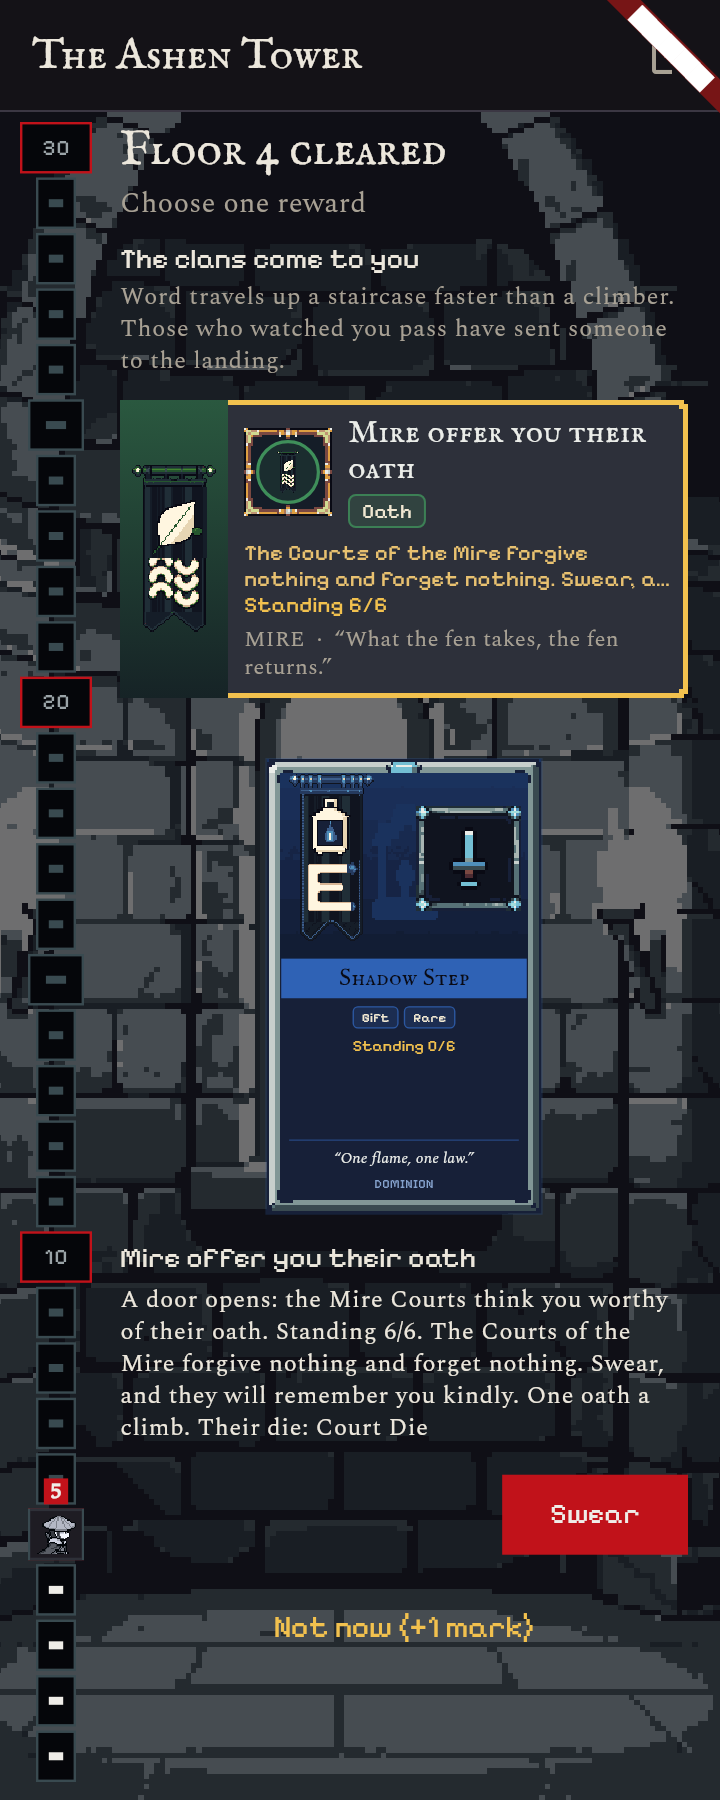 The Ashen Tower
30
Floor 4 cleared
Choose one reward
The clans come to you
Word travels up a staircase faster than a climber.
Those who watched you pass have sent someone
to the landing.
Mire offer you their
oath
Oath
The Courts of the Mire forgive
nothing and forget nothing. Swear, a...
Standing 6/6
MIRE · “What the fen takes, the fen
returns.”
20
E
Shadow Step
Gift Rare
Standing 0/6
“One flame, one law.”
DOMINION
10
Mire offer you their oath
A door opens: the Mire Courts think you worthy
of their oath. Standing 6/6. The Courts of the
Mire forgive nothing and forget nothing. Swear,
and they will remember you kindly. One oath a
climb. Their die: Court Die
5
Swear
Not now (+1 mark)